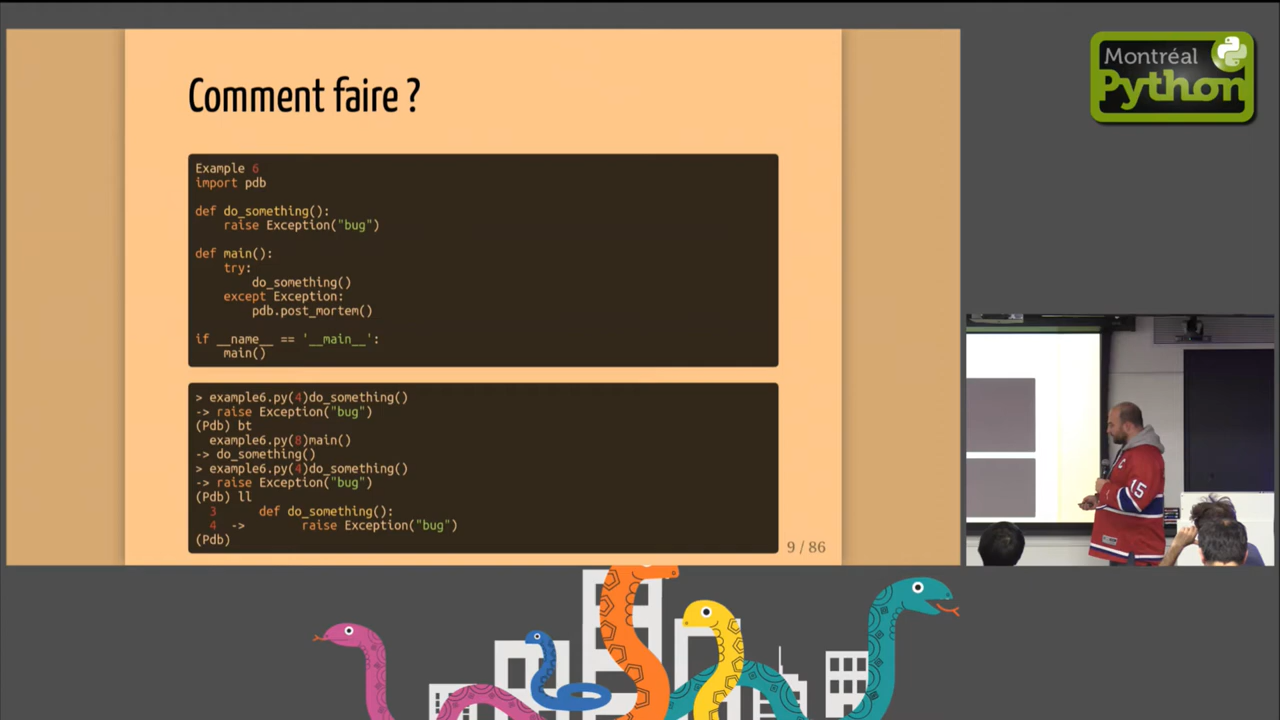 Comment faire ?
Example 6
import pdb
def do_something():
    raise Exception("bug")
def main():
    try:
        do_something()
    except Exception:
        pdb.post_mortem()
if __name__ == '__main__':
    main()
> example6.py(4)do_something()
-> raise Exception("bug")
(Pdb) bt
  example6.py(8)main()
-> do_something()
> example6.py(4)do_something()
-> raise Exception("bug")
(Pdb) ll
  3      def do_something():
  4  ->        raise Exception("bug")
(Pdb)
9 / 86
Montréal
Python
C
15